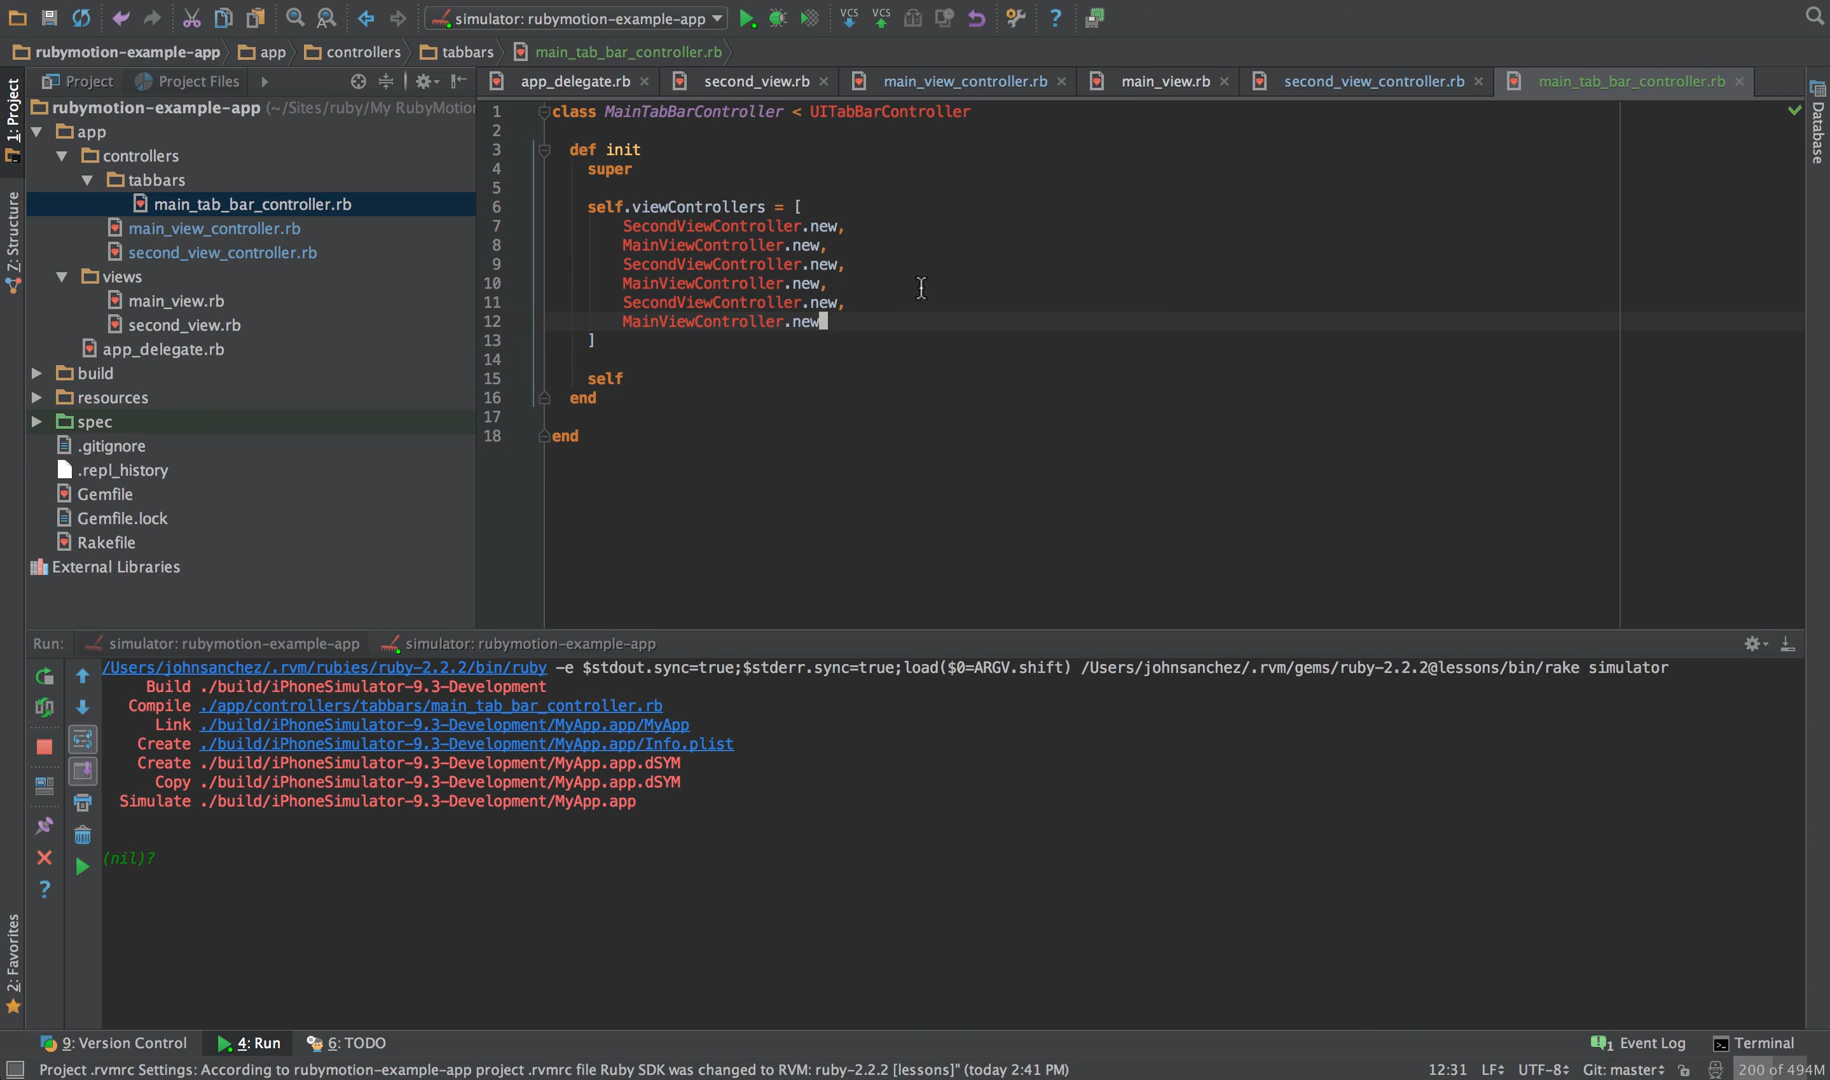 simulator: rubymotion-example-app
rubymotion-example-app app controllers tabbars main_tab_bar_controller.rb
Project Project Files
app_delegate.rb second_view.rb main_view_controller.rb main_view.rb second_view_controller.rb main_tab_bar_controller.rb
1: Project
Z: Structure
2: Favorites
Database
rubymotion-example-app (~/Sites/ruby/My RubyMotion
app
controllers
tabbars
main_tab_bar_controller.rb
main_view_controller.rb
second_view_controller.rb
views
main_view.rb
second_view.rb
app_delegate.rb
build
resources
spec
.gitignore
.repl_history
Gemfile
Gemfile.lock
Rakefile
External Libraries
1 class MainTabBarController < UITabBarController
2
3 def init
4 super
5
6 self.viewControllers = [
7 SecondViewController.new,
8 MainViewController.new,
9 SecondViewController.new,
10 MainViewController.new,
11 SecondViewController.new,
12 MainViewController.new
13 ]
14
15 self
16 end
17
18 end
Run: simulator: rubymotion-example-app simulator: rubymotion-example-app
/Users/johnsanchez/.rvm/rubies/ruby-2.2.2/bin/ruby -e $stdout.sync=true;$stderr.sync=true;load($0=ARGV.shift) /Users/johnsanchez/.rvm/gems/ruby-2.2.2@lessons/bin/rake simulator
Build ./build/iPhoneSimulator-9.3-Development
Compile ./app/controllers/tabbars/main_tab_bar_controller.rb
Link ./build/iPhoneSimulator-9.3-Development/MyApp.app/MyApp
Create ./build/iPhoneSimulator-9.3-Development/MyApp.app/Info.plist
Create ./build/iPhoneSimulator-9.3-Development/MyApp.app.dSYM
Copy ./build/iPhoneSimulator-9.3-Development/MyApp.app.dSYM
Simulate ./build/iPhoneSimulator-9.3-Development/MyApp.app
(nil)?
9: Version Control 4: Run 6: TODO 1 Event Log Terminal
Project .rvmrc Settings: According to rubymotion-example-app project .rvmrc file Ruby SDK was changed to RVM: ruby-2.2.2 [lessons]" (today 2:41 PM) 12:31 LF UTF-8 Git: master 200 of 494M